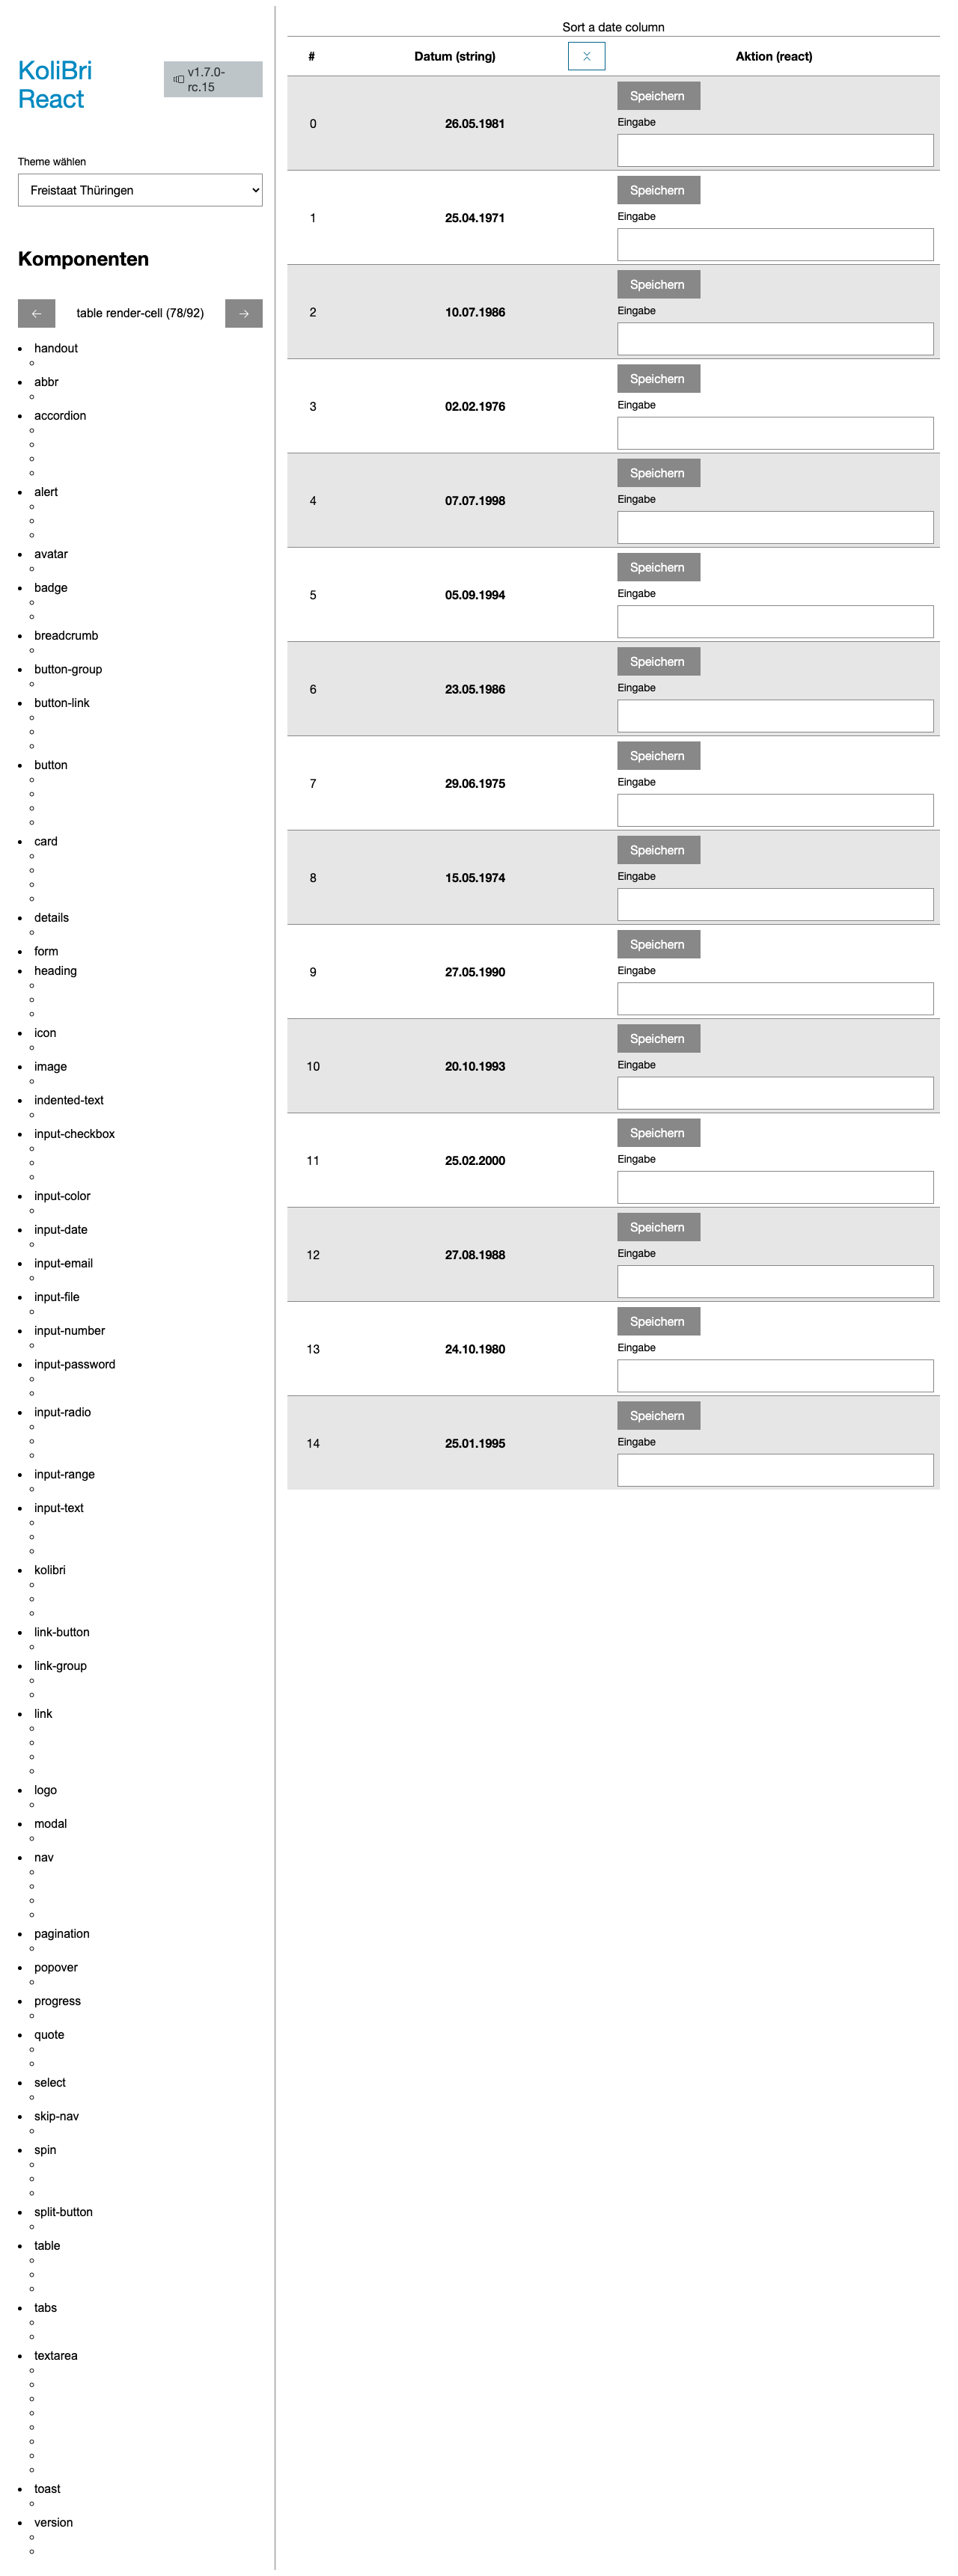 KoliBri
React
v1.7.0-
rc.15
Theme wählen
Freistaat Thüringen
Komponenten
table render-cell (78/92)
handout
abbr
accordion
alert
avatar
badge
breadcrumb
button-group
button-link
button
card
details
form
heading
icon
image
indented-text
input-checkbox
input-color
input-date
input-email
input-file
input-number
input-password
input-radio
input-range
input-text
kolibri
link-button
link-group
link
logo
modal
nav
pagination
popover
progress
quote
select
skip-nav
spin
split-button
table
tabs
textarea
toast
version
Sort a date column
# Datum (string) Aktion (react)
Speichern
0 26.05.1981 Eingabe
Speichern
1 25.04.1971 Eingabe
Speichern
2 10.07.1986 Eingabe
Speichern
3 02.02.1976 Eingabe
Speichern
4 07.07.1998 Eingabe
Speichern
5 05.09.1994 Eingabe
Speichern
6 23.05.1986 Eingabe
Speichern
7 29.06.1975 Eingabe
Speichern
8 15.05.1974 Eingabe
Speichern
9 27.05.1990 Eingabe
Speichern
10 20.10.1993 Eingabe
Speichern
11 25.02.2000 Eingabe
Speichern
12 27.08.1988 Eingabe
Speichern
13 24.10.1980 Eingabe
Speichern
14 25.01.1995 Eingabe